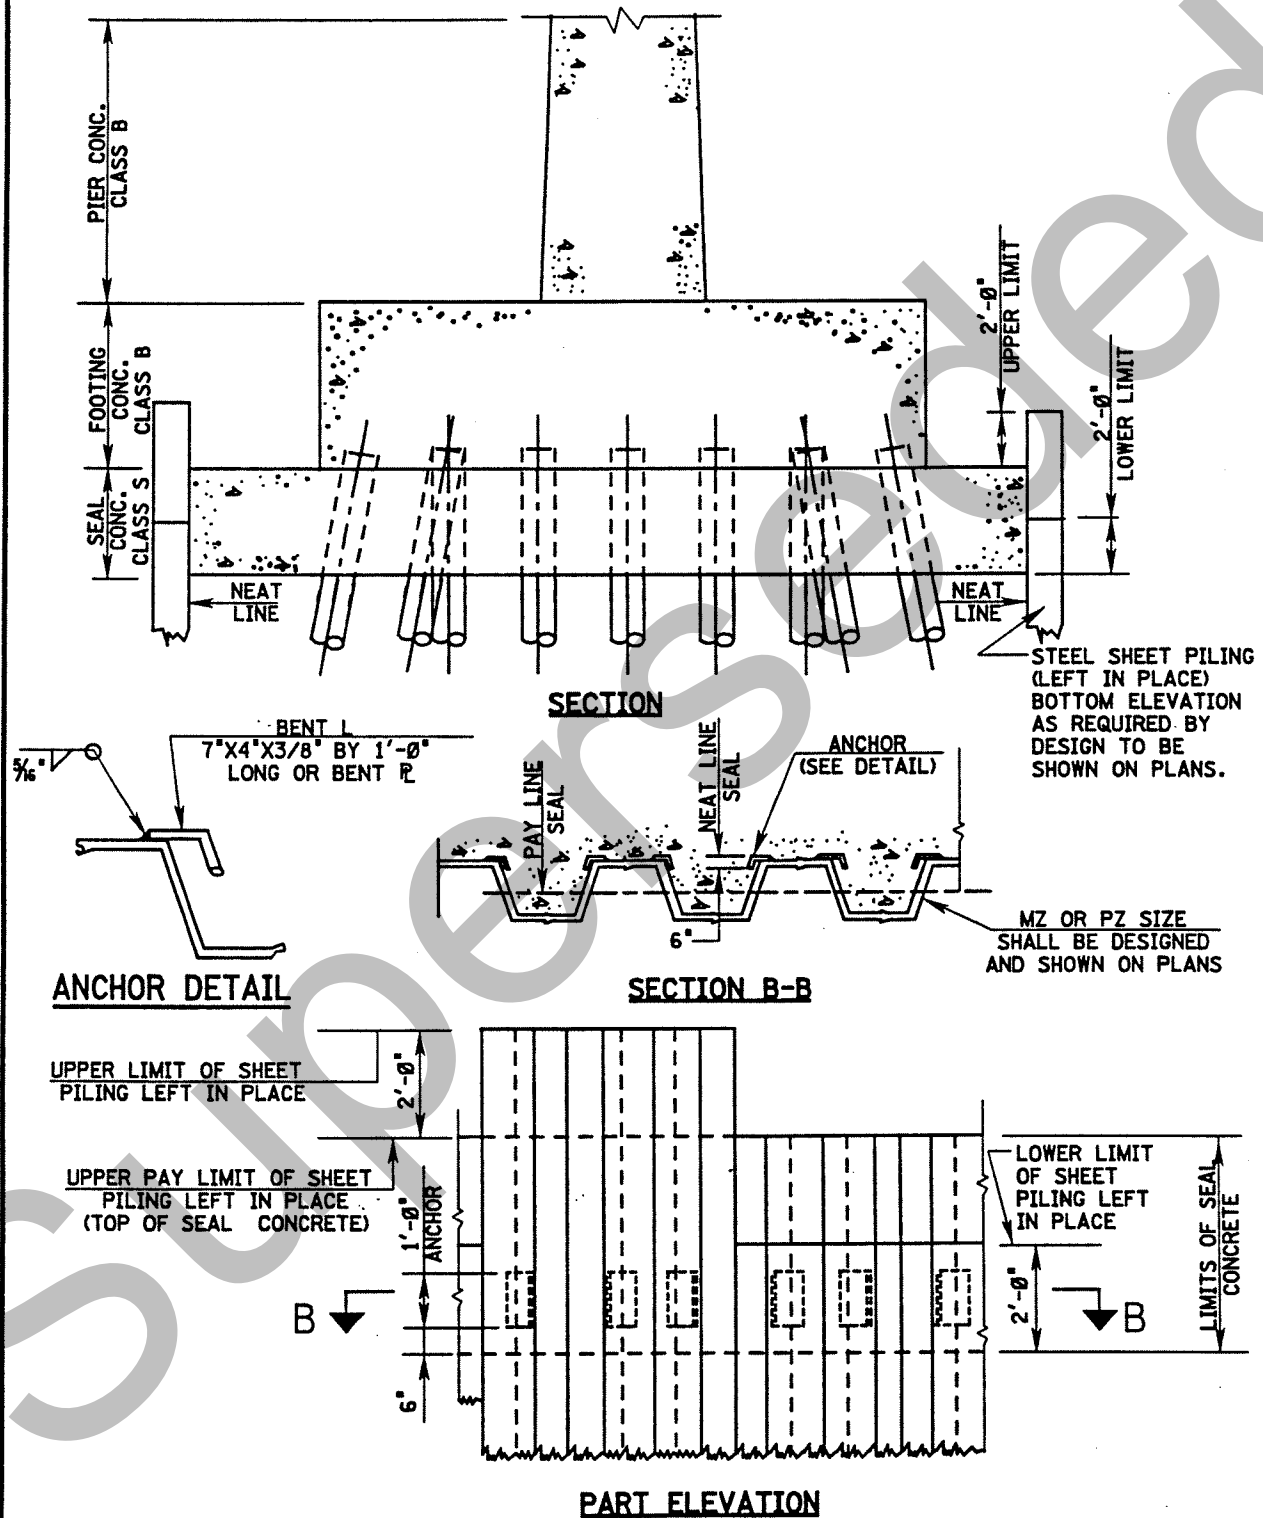 PIER CONC.
CLASS B
FOOTING
CONC.
CLASS B
SEAL
CONC.
CLASS S
2'-0"
UPPER LIMIT
2'-0"
LOWER LIMIT
NEAT
LINE
NEAT
LINE
STEEL SHEET PILING
(LEFT IN PLACE)
BOTTOM ELEVATION
AS REQUIRED BY
DESIGN TO BE
SHOWN ON PLANS.
SECTION
5/16"
BENT L
7"X4"X3/8" BY 1'-0"
LONG OR BENT PL
ANCHOR DETAIL
PAY LINE
SEAL
NEAT LINE
SEAL
ANCHOR
(SEE DETAIL)
6"
MZ OR PZ SIZE
SHALL BE DESIGNED
AND SHOWN ON PLANS
SECTION B-B
UPPER LIMIT OF SHEET
PILING LEFT IN PLACE
2'-0"
UPPER PAY LIMIT OF SHEET
PILING LEFT IN PLACE
(TOP OF SEAL CONCRETE)
1'-0"
ANCHOR
B
6"
LOWER LIMIT
OF SHEET
PILING LEFT
IN PLACE
2'-0"
B
LIMITS OF SEAL
CONCRETE
PART ELEVATION
Superseded